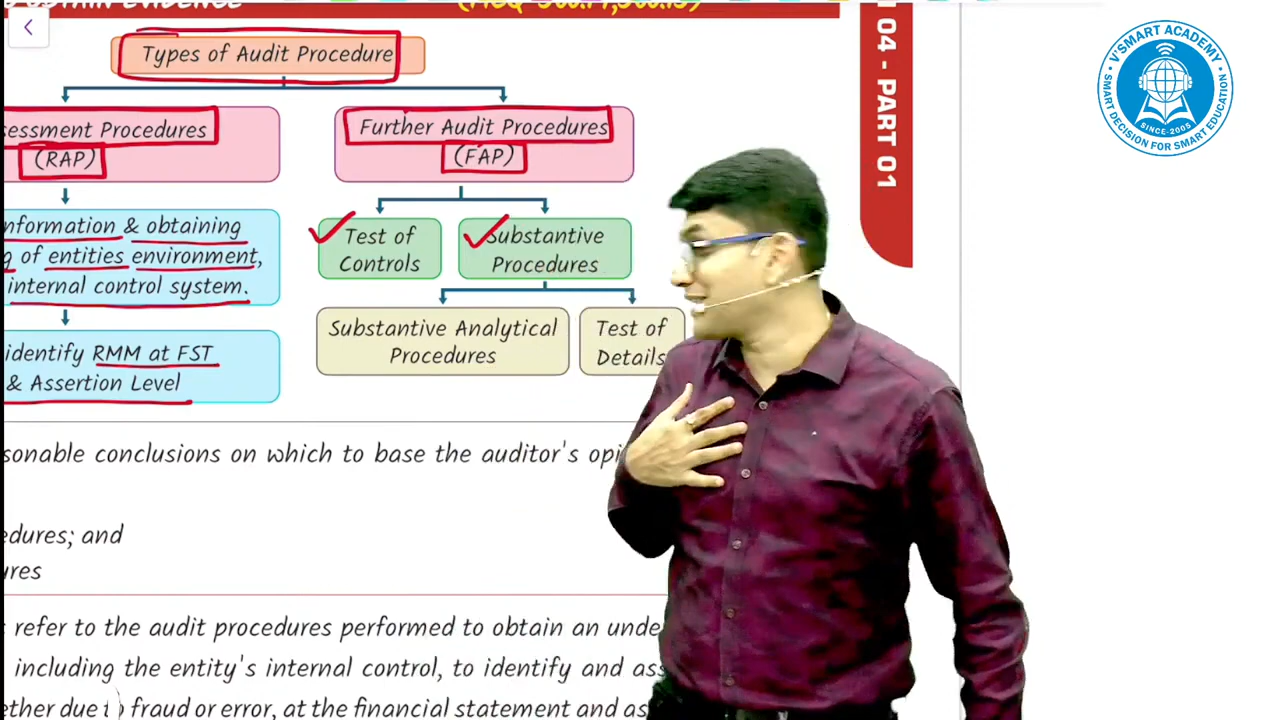 OBTAIN EVIDENCE
Types of Audit Procedure
sessment Procedures
(RAP)
Further Audit Procedures
(FAP)
nformation & obtaining
of entities environment,
internal control system.
Test of
Controls
Substantive
Procedures
identify RMM at FST
& Assertion Level
Substantive Analytical
Procedures
Test of
Details
sonable conclusions on which to base the auditor's opi
edures; and
ures
refer to the audit procedures performed to obtain an unde
including the entity's internal control, to identify and ass
ether due t) fraud or error, at the financial statement and as
04 - PART 01
V'SMART ACADEMY
SINCE-2005
SMART DECISION FOR SMART EDUCATION